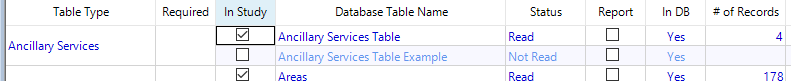 Table Type Required In Study Database Table Name Status Report In DB # of Records
Ancillary Services Table Read Yes 4
Ancillary Services
Ancillary Services Table Example Not Read Yes
Areas Read Yes 178